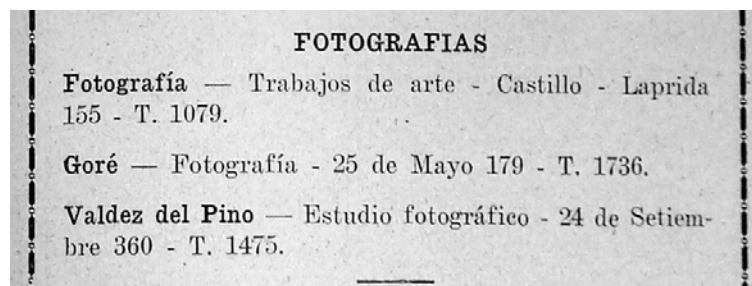 FOTOGRAFIAS
Fotografía — Trabajos de arte - Castillo - Laprida
155 - T. 1079.
Goré — Fotografía - 25 de Mayo 179 - T. 1736.
Valdez del Pino — Estudio fotográfico - 24 de Setiem-
bre 360 - T. 1475.